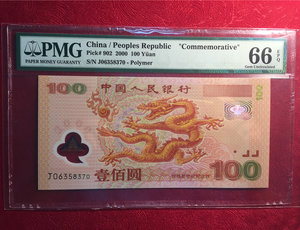 PMG
PAPER MONEY GUARANTY
China / Peoples Republic "Commemorative"
Pick# 902 2000 100 Yüan
S/N J06358370 - Polymer
66 EPQ
Gem Uncirculated
100
中国人民银行
100
J06358370
壹佰圆
100